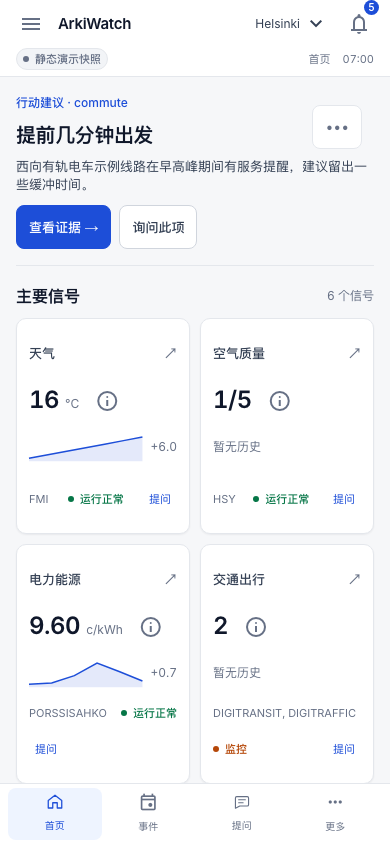 ArkiWatch
Helsinki
5
静态演示快照
首页 07:00
行动建议 · commute
提前几分钟出发
西向有轨电车示例线路在早高峰期间有服务提醒，建议留出一
些缓冲时间。
查看证据 →
询问此项
主要信号
6 个信号
天气 ↗
16 °C
+6.0
FMI 运行正常 提问
空气质量 ↗
1/5
暂无历史
HSY 运行正常 提问
电力能源 ↗
9.60 c/kWh
+0.7
PORSSISAHKO 运行正常
提问
交通出行 ↗
2
暂无历史
DIGITRANSIT, DIGITRAFFIC
监控 提问
首页 事件 提问 更多